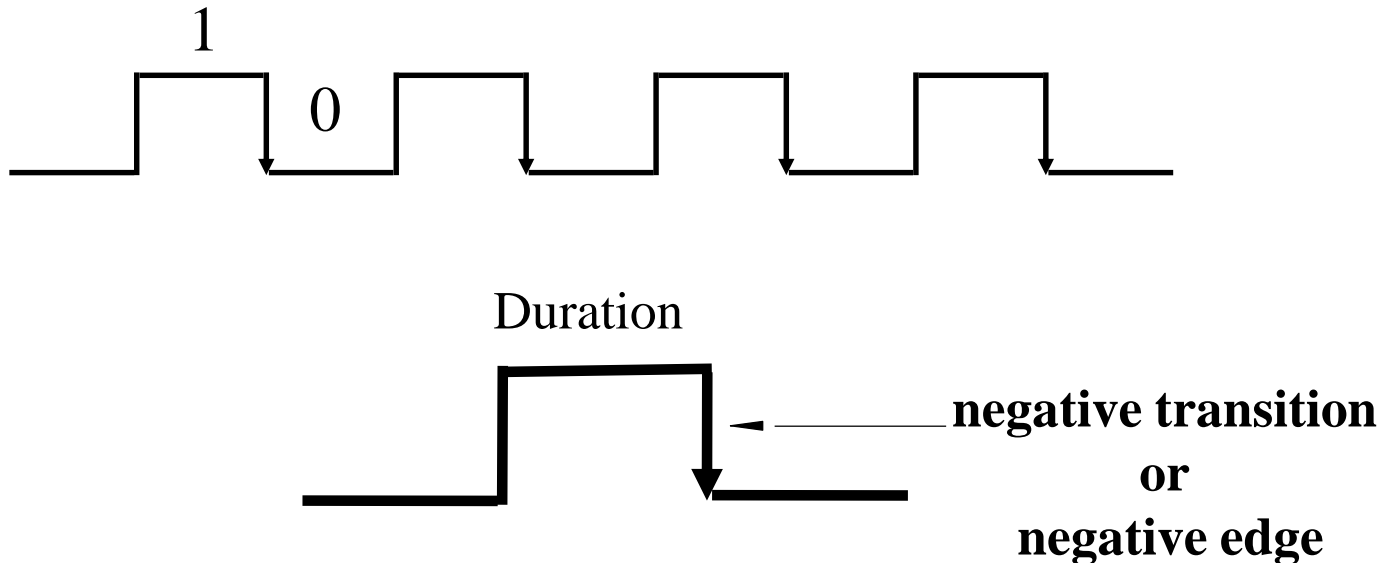 1
0
Duration
negative transition
or
negative edge